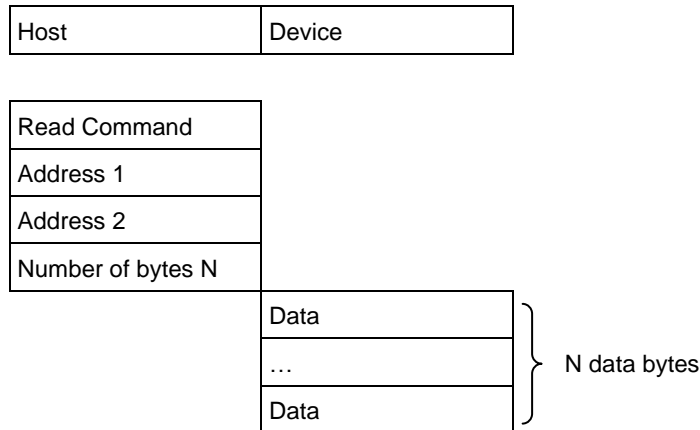 Host Device
Read Command
Address 1
Address 2
Number of bytes N
Data
…
N data bytes
Data